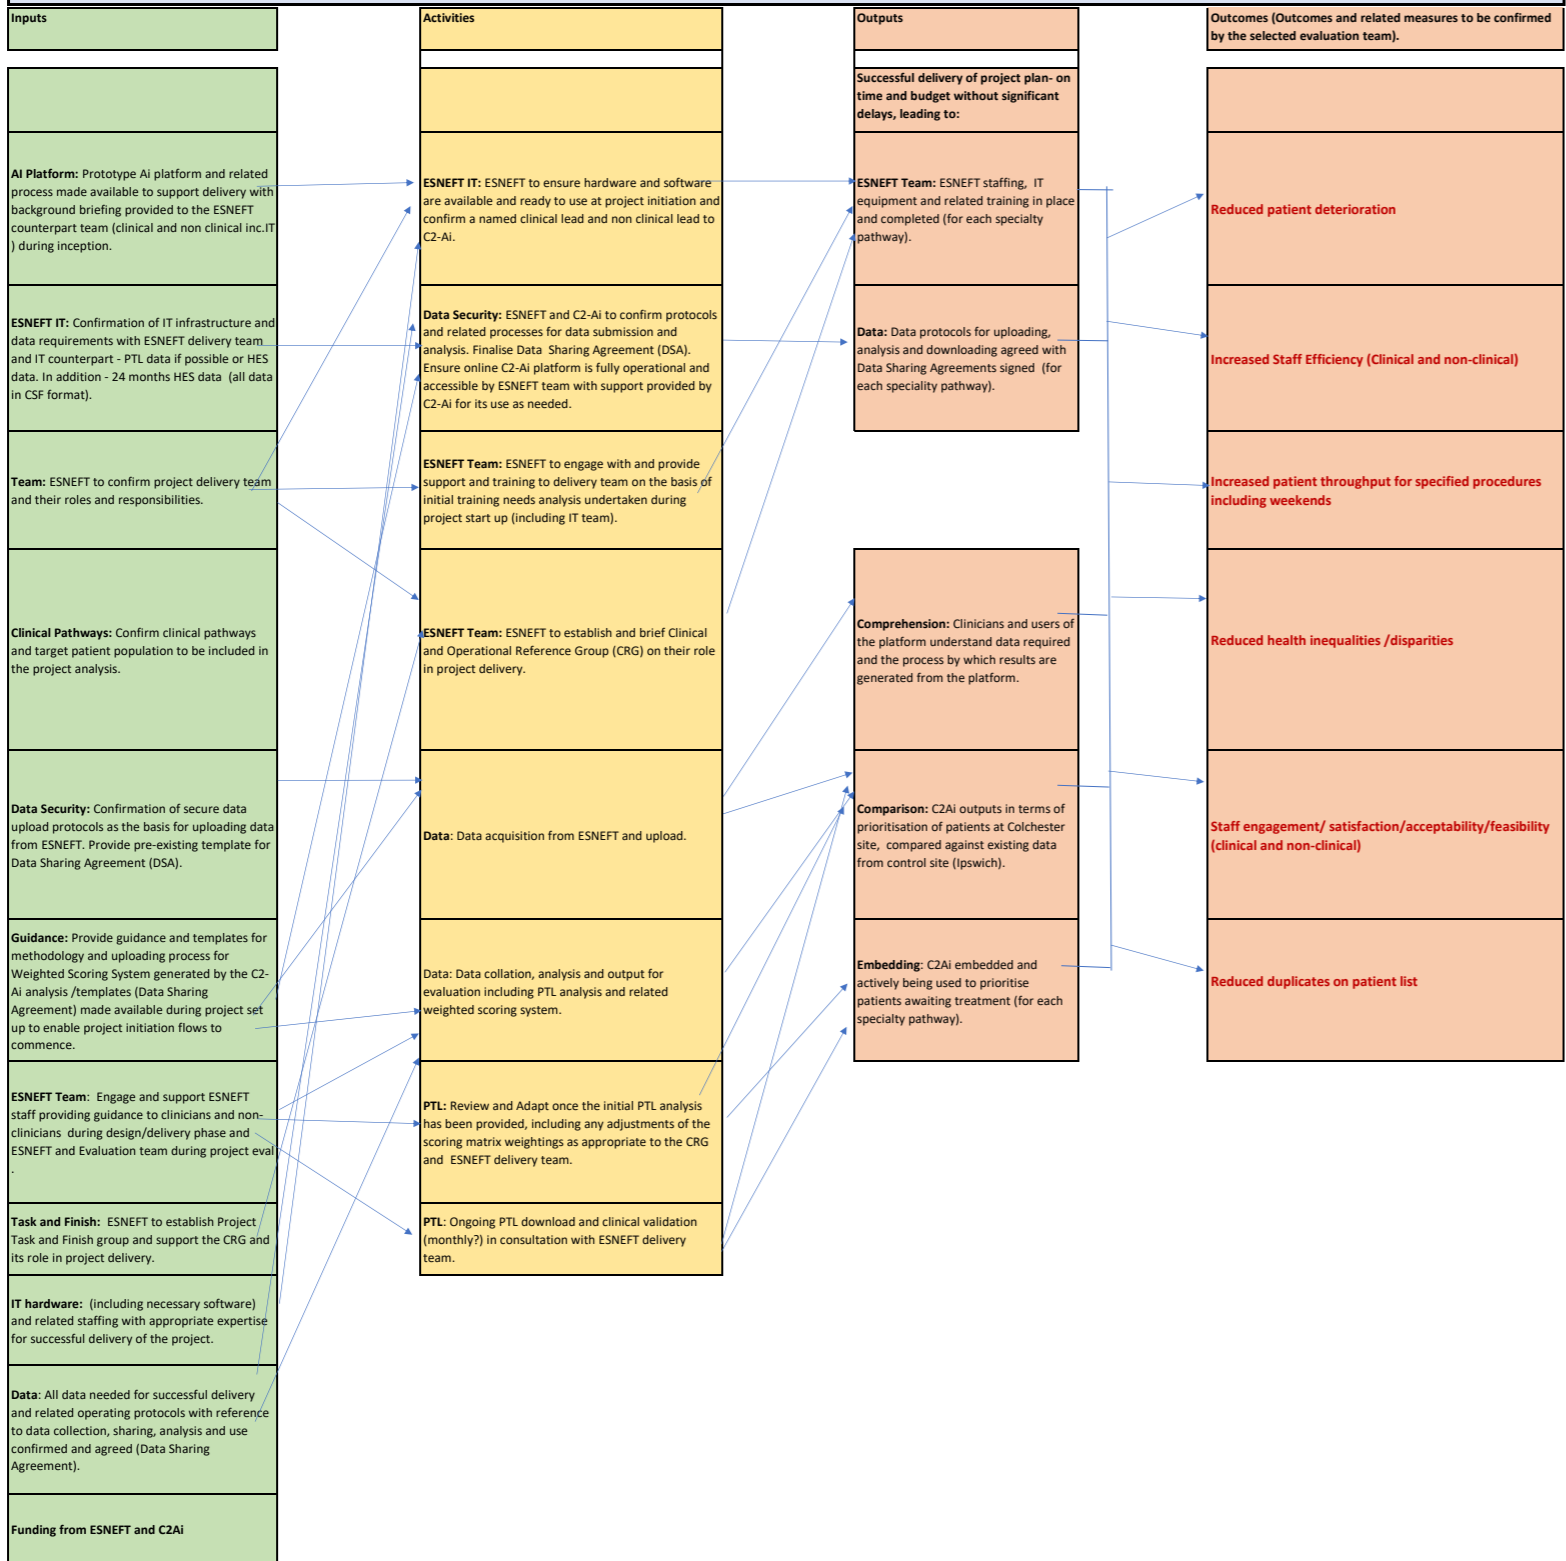 Inputs
Activities
Outputs
Outcomes (Outcomes and related measures to be confirmed
by the selected evaluation team).
Successful delivery of project plan- on
time and budget without significant
delays, leading to:
AI Platform: Prototype Ai platform and related
process made available to support delivery with
background briefing provided to the ESNEFT
counterpart team (clinical and non clinical inc.IT
) during inception.
ESNEFT IT: ESNEFT to ensure hardware and software
are available and ready to use at project initiation and
confirm a named clinical lead and non clinical lead to
C2-Ai.
ESNEFT Team: ESNEFT staffing, IT
equipment and related training in place
and completed (for each specialty
pathway).
Reduced patient deterioration
ESNEFT IT: Confirmation of IT infrastructure and
data requirements with ESNEFT delivery team
and IT counterpart - PTL data if possible or HES
data. In addition - 24 months HES data (all data
in CSF format).
Data Security: ESNEFT and C2-Ai to confirm protocols
and related processes for data submission and
analysis. Finalise Data Sharing Agreement (DSA).
Ensure online C2-Ai platform is fully operational and
accessible by ESNEFT team with support provided by
C2-Ai for its use as needed.
Data: Data protocols for uploading,
analysis and downloading agreed with
Data Sharing Agreements signed (for
each speciality pathway).
Increased Staff Efficiency (Clinical and non-clinical)
Team: ESNEFT to confirm project delivery team
and their roles and responsibilities.
ESNEFT Team: ESNEFT to engage with and provide
support and training to delivery team on the basis of
initial training needs analysis undertaken during
project start up (including IT team).
Increased patient throughput for specified procedures
including weekends
Clinical Pathways: Confirm clinical pathways
and target patient population to be included in
the project analysis.
ESNEFT Team: ESNEFT to establish and brief Clinical
and Operational Reference Group (CRG) on their role
in project delivery.
Comprehension: Clinicians and users of
the platform understand data required
and the process by which results are
generated from the platform.
Reduced health inequalities /disparities
Data Security: Confirmation of secure data
upload protocols as the basis for uploading data
from ESNEFT. Provide pre-existing template for
Data Sharing Agreement (DSA).
Data: Data acquisition from ESNEFT and upload.
Comparison: C2Ai outputs in terms of
prioritisation of patients at Colchester
site, compared against existing data
from control site (Ipswich).
Staff engagement/ satisfaction/acceptability/feasibility
(clinical and non-clinical)
Guidance: Provide guidance and templates for
methodology and uploading process for
Weighted Scoring System generated by the C2-
Ai analysis /templates (Data Sharing
Agreement) made available during project set
up to enable project initiation flows to
commence.
Data: Data collation, analysis and output for
evaluation including PTL analysis and related
weighted scoring system.
Embedding: C2Ai embedded and
actively being used to prioritise
patients awaiting treatment (for each
specialty pathway).
Reduced duplicates on patient list
ESNEFT Team: Engage and support ESNEFT
staff providing guidance to clinicians and non-
clinicians during design/delivery phase and
ESNEFT and Evaluation team during project eval
.
PTL: Review and Adapt once the initial PTL analysis
has been provided, including any adjustments of the
scoring matrix weightings as appropriate to the CRG
and ESNEFT delivery team.
Task and Finish: ESNEFT to establish Project
Task and Finish group and support the CRG and
its role in project delivery.
PTL: Ongoing PTL download and clinical validation
(monthly?) in consultation with ESNEFT delivery
team.
IT hardware: (including necessary software)
and related staffing with appropriate expertise
for successful delivery of the project.
Data: All data needed for successful delivery
and related operating protocols with reference
to data collection, sharing, analysis and use
confirmed and agreed (Data Sharing
Agreement).
Funding from ESNEFT and C2Ai